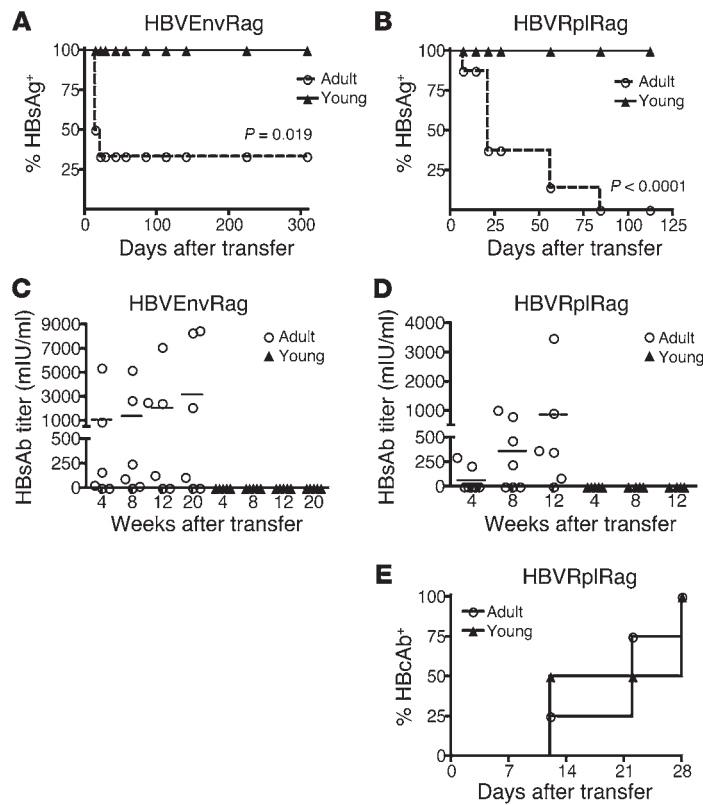 A
HBVEnvRag
% HBsAg+
100
75
50
25
0 100 200 300
Days after transfer
Adult
Young
P = 0.019
B
HBVRplRag
% HBsAg+
100
75
50
25
0 25 50 75 100 125
Days after transfer
Adult
Young
P < 0.0001
C
HBVEnvRag
HBsAb titer (mIU/ml)
9000
7000
5000
3000
1000
500
250
0
4 8 12 20 4 8 12 20
Weeks after transfer
Adult
Young
D
HBVRplRag
HBsAb titer (mIU/ml)
4000
3000
2000
1000
500
250
0
4 8 12 4 8 12
Weeks after transfer
Adult
Young
E
HBVRplRag
% HBcAb+
100
75
50
25
0
0 7 14 21 28
Days after transfer
Adult
Young